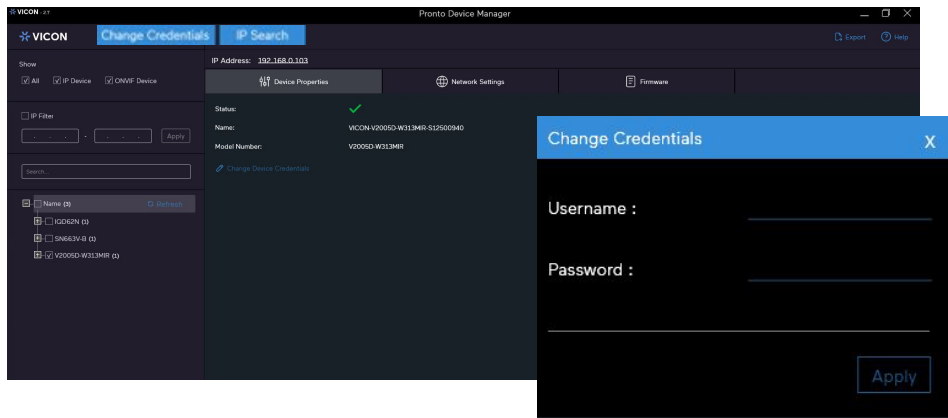 VICON 2.7
Pronto Device Manager
VICON
Change Credentials
IP Search
Export
Help
Show
All
IP Device
ONVIF Device
IP Filter
Apply
Search...
Name (3)
Refresh
IQD62N (1)
SN663V-B (1)
V2005D-W313MIR (1)
IP Address: 192.168.0.103
Device Properties
Network Settings
Firmware
Status:
Name: VICON-V2005D-W313MIR-S12500940
Model Number: V2005D-W313MIR
Change Device Credentials
Change Credentials
X
Username :
Password :
Apply